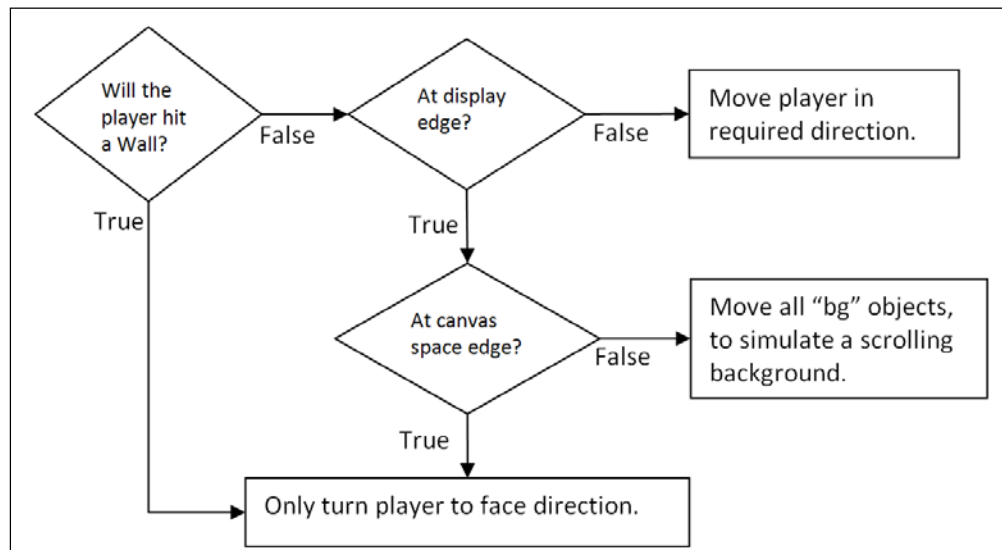 Will the
player hit
a Wall?
False
At display
edge?
False
Move player in
required direction.
True
True
At canvas
space edge?
False
Move all “bg” objects,
to simulate a scrolling
background.
True
Only turn player to face direction.